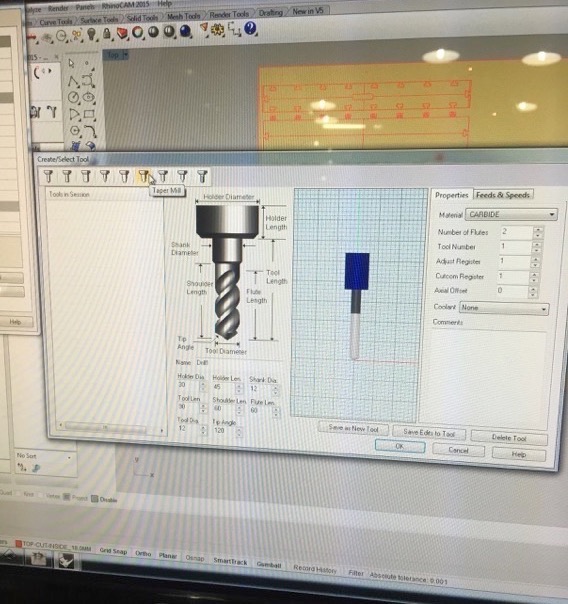 Render Panels RhinoCAM 2015 Help
Curve Tools Surface Tools Solid Tools Mesh Tools Render Tools Drafting New in V5
Top
Create/Select Tool
Tools in Session
Taper Mill
Holder Diameter
Holder Length
Shank Diameter
Shoulder Length
Tool Length
Flute Length
Tip Angle
Tool Diameter
Name Drill
Holder Dia. Holder Len. Shank Dia.
30 45 12
Tool Len Shoulder Len Flute Len.
90 60 60
Tool Dia Tip Angle
12 120
Properties Feeds & Speeds
Material CARBIDE
Number of Flutes 2
Tool Number 1
Adjust Register 1
Cutcom Register 1
Axial Offset 0
Coolant None
Comments
Save as New Tool Save Edits to Tool Delete Tool
OK Cancel Help
Help
No Sort
Disable
TOP-CUT-INSIDE_18.0MM Grid Snap Ortho Planar Osnap SmartTrack Gumball Record History Filter Absolute tolerance: 0.001